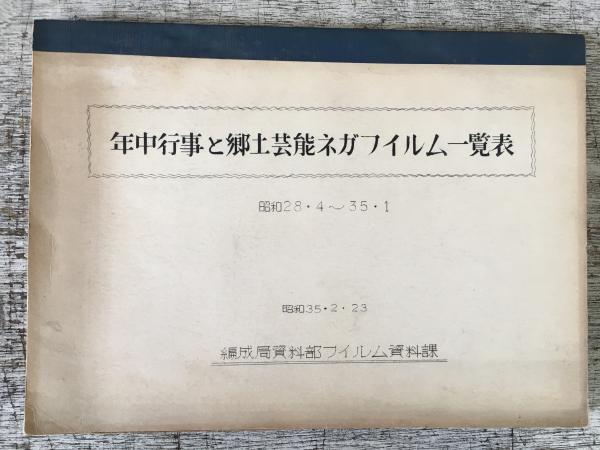 年中行事と郷土芸能ネガフイルム一覧表
昭和28・4～35・1
昭和35・2・23
編成局資料部フイルム資料課